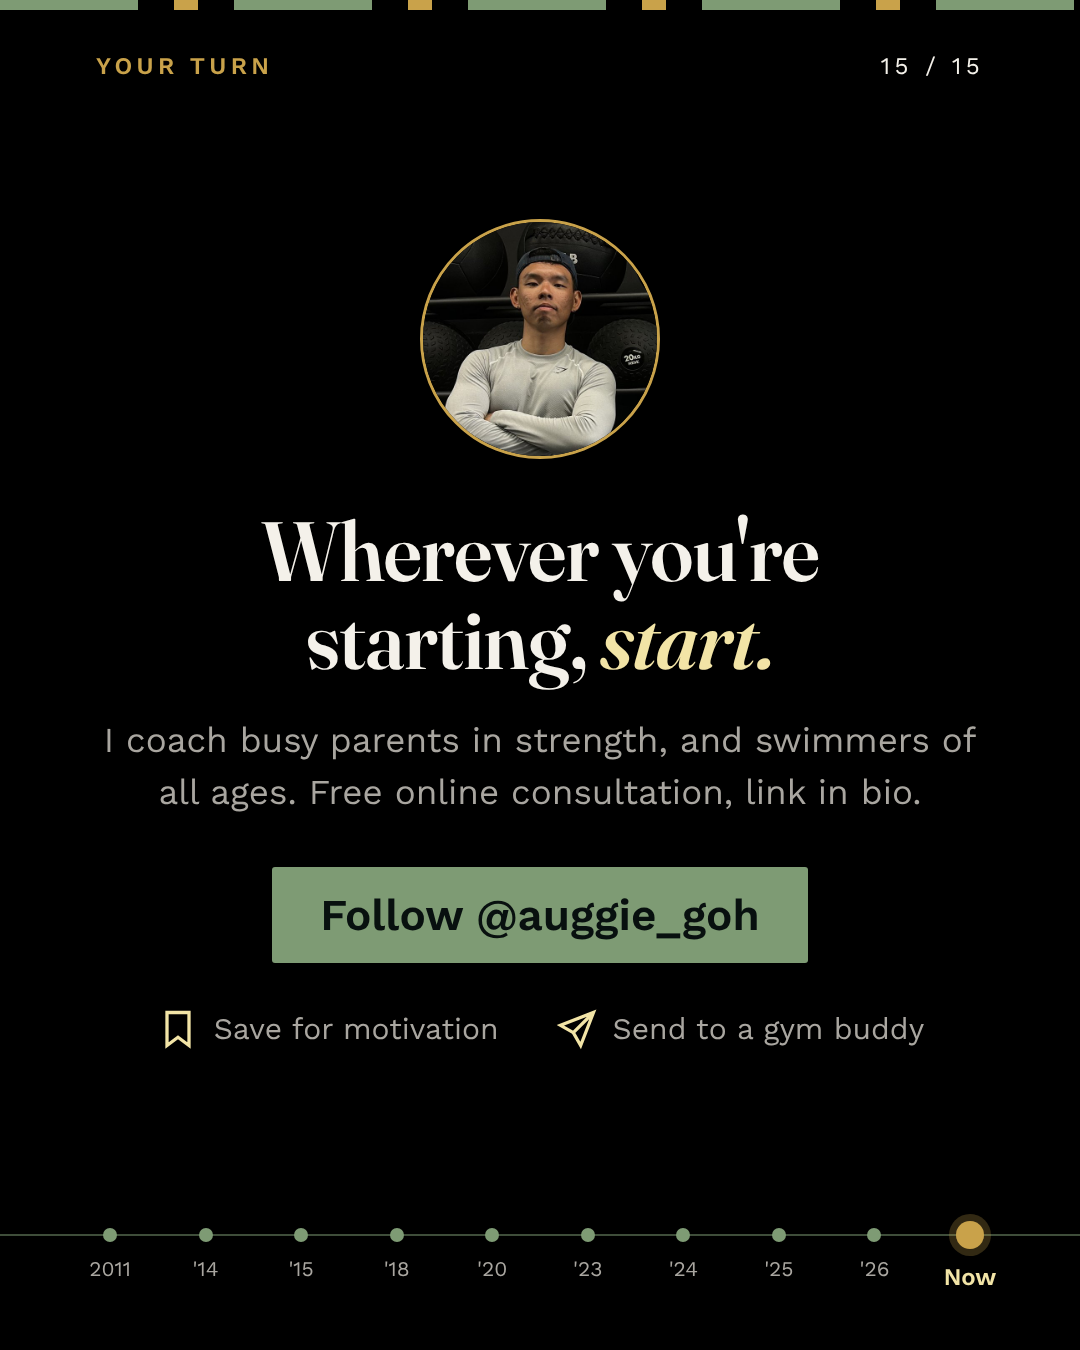 YOUR TURN
15 / 15
Wherever you're
starting, start.
I coach busy parents in strength, and swimmers of
all ages. Free online consultation, link in bio.
Follow @auggie_goh
Save for motivation
Send to a gym buddy
2011 '14 '15 '18 '20 '23 '24 '25 '26 Now